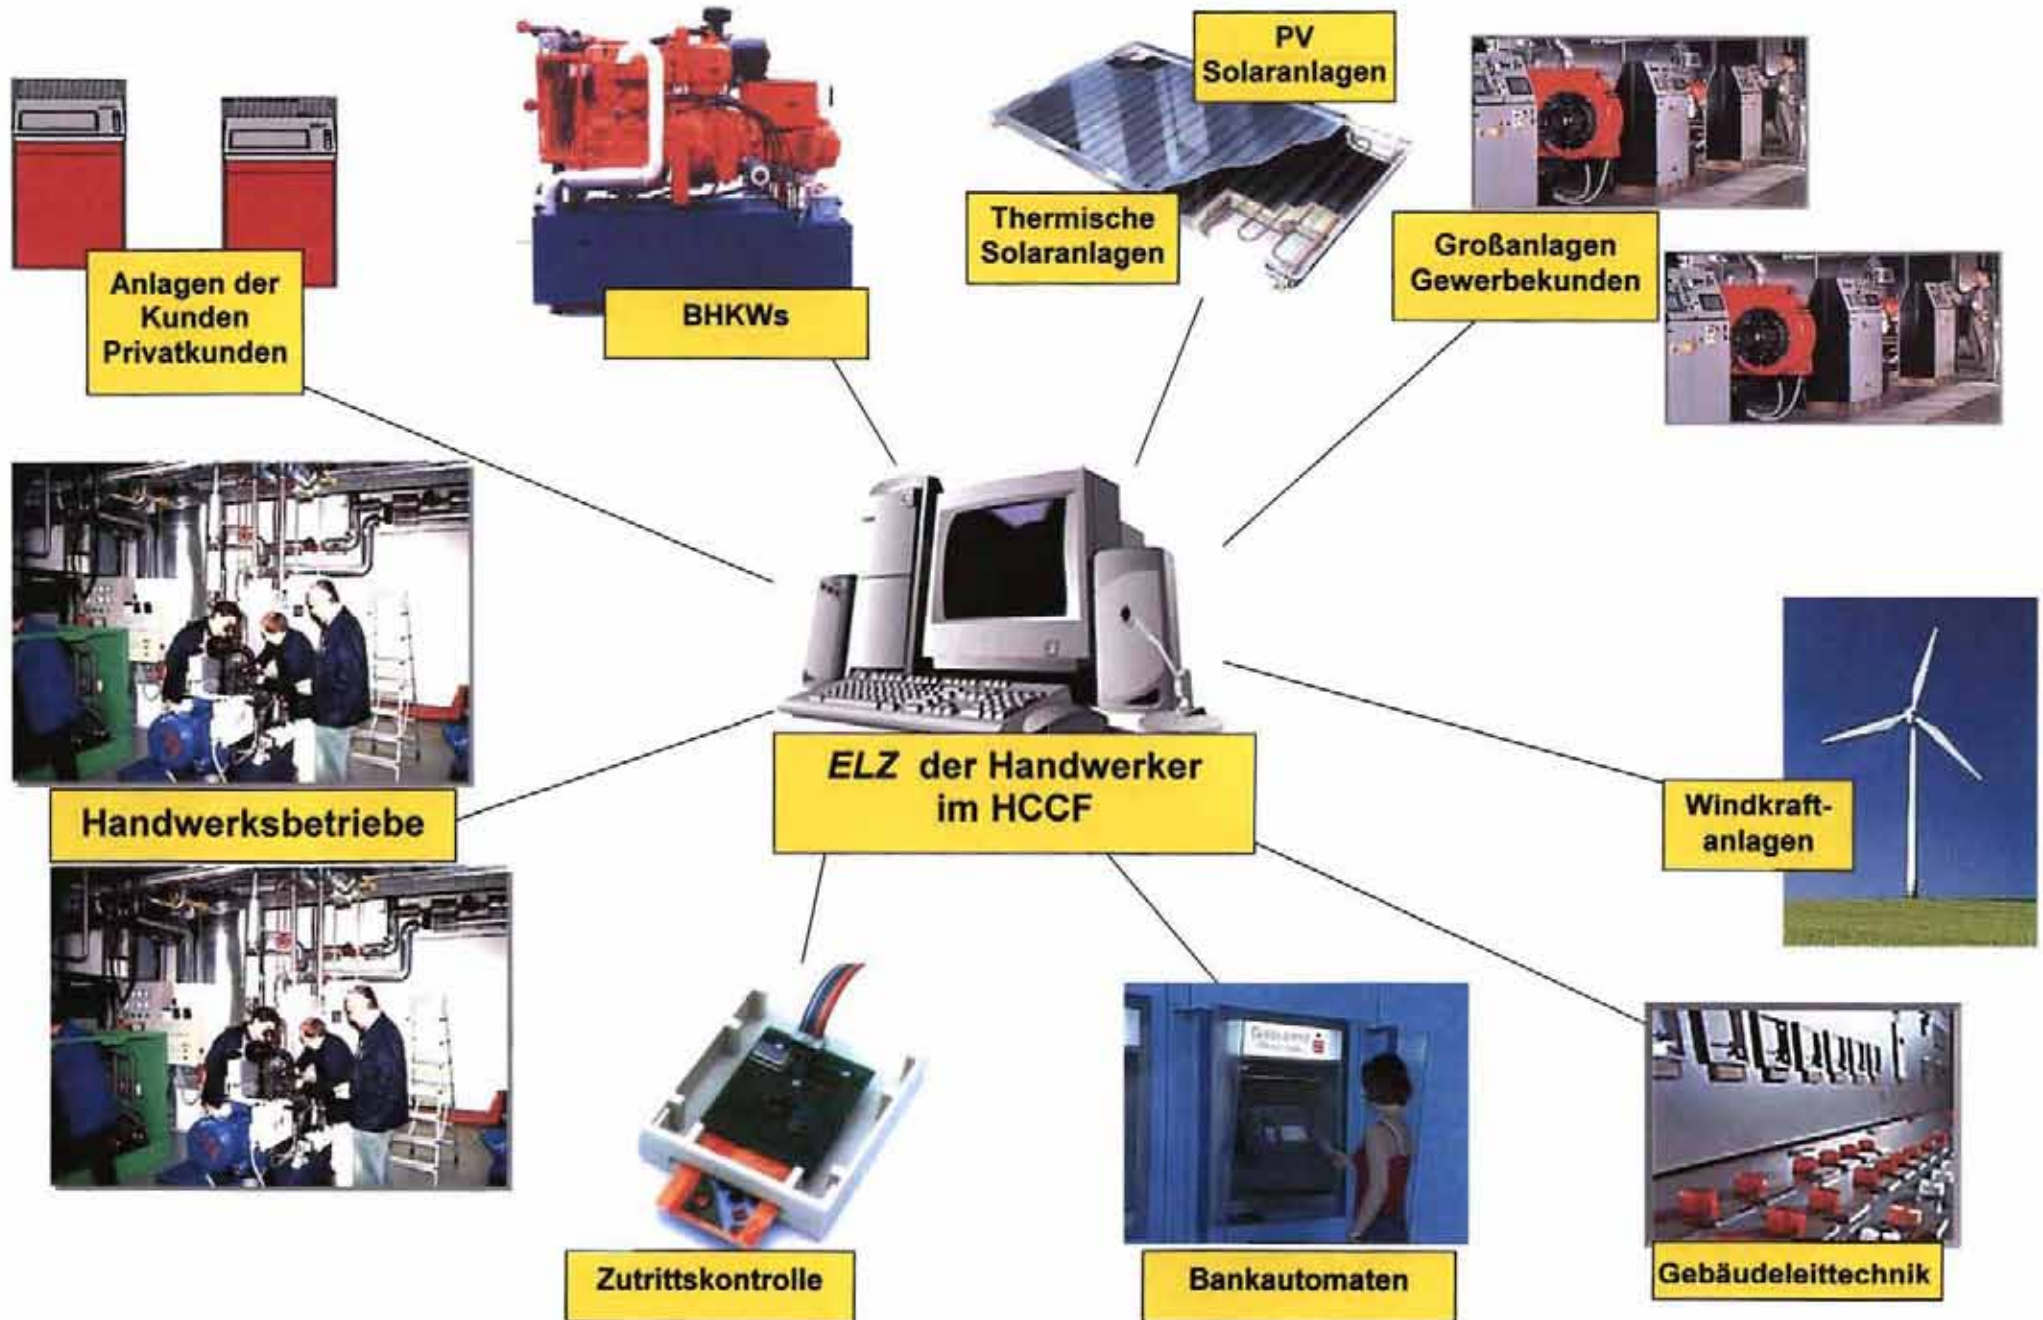 PV
Solaranlagen
Thermische
Solaranlagen
Großanlagen
Gewerbekunden
Anlagen der
Kunden
Privatkunden
BHKWs
ELZ der Handwerker
im HCCF
Windkraft-
anlagen
Handwerksbetriebe
Zutrittskontrolle
Bankautomaten
Gebäudeleittechnik